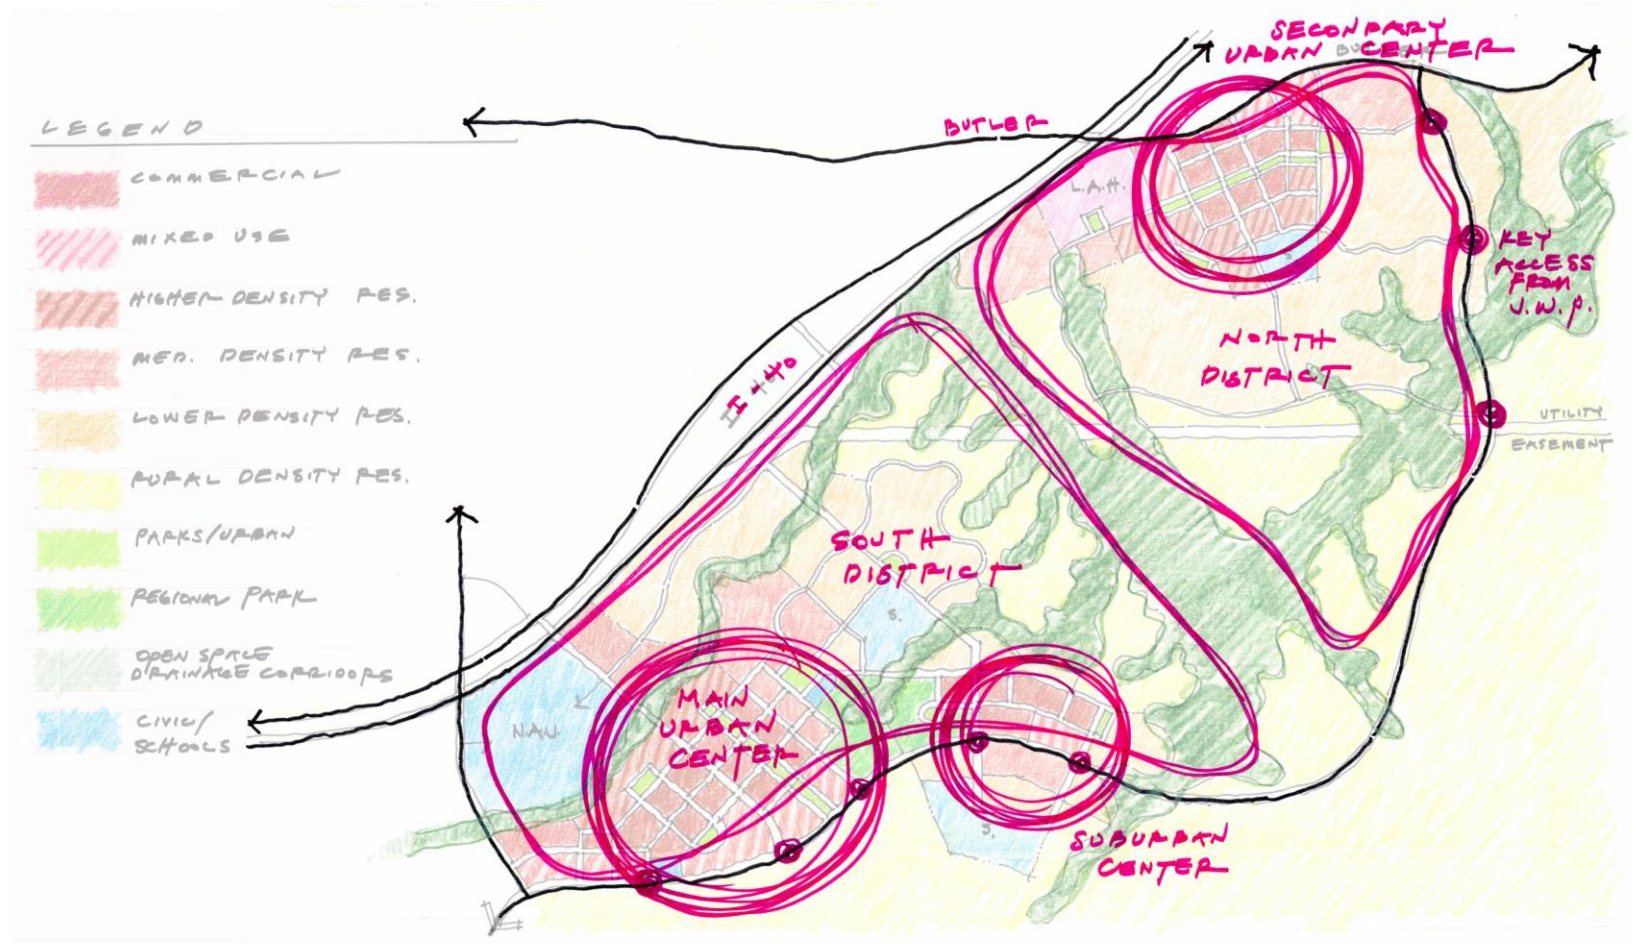 LEGEND
COMMERCIAL
MIXED USE
HIGHER DENSITY RES.
MED. DENSITY RES.
LOWER DENSITY RES.
RURAL DENSITY RES.
PARKS/URBAN
REGIONAL PARK
OPEN SPACE
DRAINAGE CORRIDORS
CIVIC/
SCHOOLS
SECONDARY
URBAN CENTER
BUTLER
L.A.H.
KEY
ACCESS
FROM
J.W.P.
NORTH
DISTRICT
I-40
UTILITY
EASEMENT
SOUTH
DISTRICT
S.
MAIN
URBAN
CENTER
N.A.U.
S.
SUBURBAN
CENTER